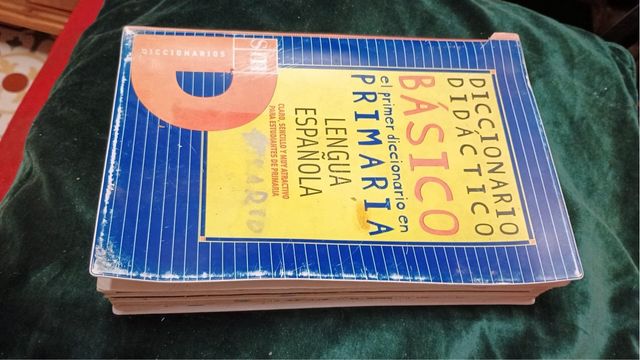 DICCIONARIO
DIDÁCTICO
BÁSICO
el primer diccionario en
PRIMARIA
LENGUA
ESPAÑOLA
CLARO, SENCILLO Y MUY ATRACTIVO
PARA ESTUDIANTES DE PRIMARIA
DICCIONARIOS
sm
D